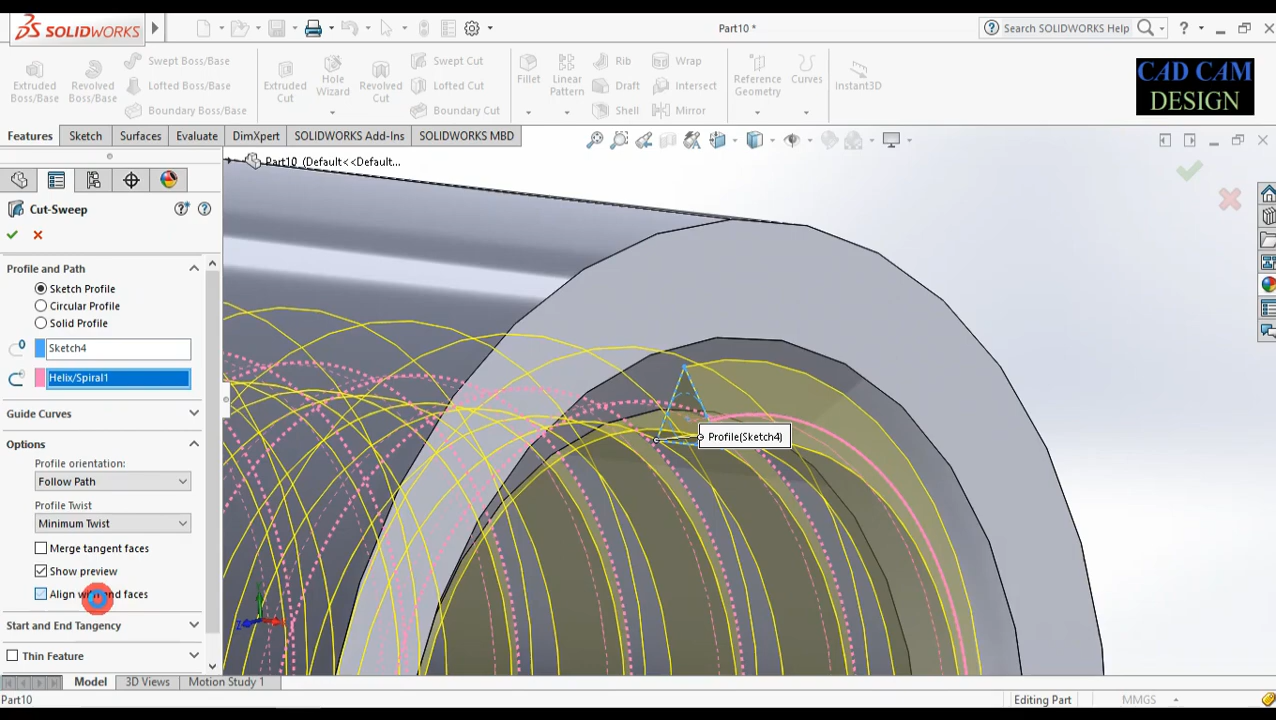 SOLIDWORKS
Part10 *
Search SOLIDWORKS Help
?
CAD CAM
DESIGN
Extruded
Boss/Base
Revolved
Boss/Base
Swept Boss/Base
Lofted Boss/Base
Boundary Boss/Base
Extruded
Cut
Hole
Wizard
Revolved
Cut
Swept Cut
Lofted Cut
Boundary Cut
Fillet
Linear
Pattern
Rib
Draft
Shell
Wrap
Intersect
Mirror
Reference
Geometry
Curves
Instant3D
Features
Sketch
Surfaces
Evaluate
DimXpert
SOLIDWORKS Add-Ins
SOLIDWORKS MBD
Part10 (Default<<Default...
Cut-Sweep
Profile and Path
Sketch Profile
Circular Profile
Solid Profile
Sketch4
Helix/Spiral1
Guide Curves
Options
Profile orientation:
Follow Path
Profile Twist
Minimum Twist
Merge tangent faces
Show preview
Align with end faces
Start and End Tangency
Thin Feature
Profile(Sketch4)
Model
3D Views
Motion Study 1
Part10
Editing Part
MMGS